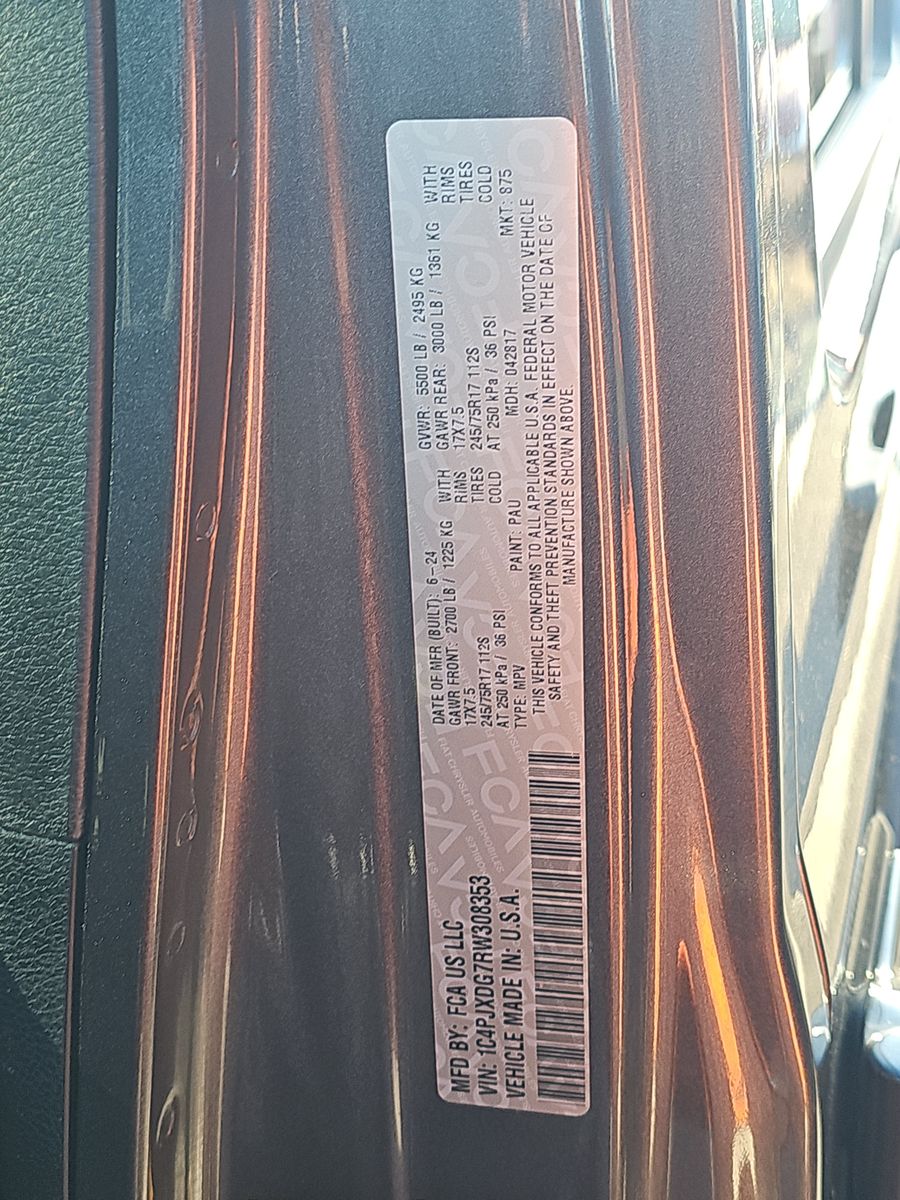 MFD BY: FCA US LLC
VIN: 1C4PJXDG7RW308353
VEHICLE MADE IN: U.S.A.
DATE OF MFR (BUILT): 6-24
GVWR: 5500 LB / 2495 KG
GAWR FRONT: 2700 LB / 1225 KG WITH
GAWR REAR: 3000 LB / 1361 KG WITH
17X7.5 RIMS
17X7.5 RIMS
245/75R17 112S TIRES
245/75R17 112S TIRES
AT 250 kPa / 36 PSI COLD
AT 250 kPa / 36 PSI COLD
TYPE: MPV PAINT: PAU MDH: 042817 MKT: 875
THIS VEHICLE CONFORMS TO ALL APPLICABLE U.S.A. FEDERAL MOTOR VEHICLE
SAFETY AND THEFT PREVENTION STANDARDS IN EFFECT ON THE DATE OF
MANUFACTURE SHOWN ABOVE.